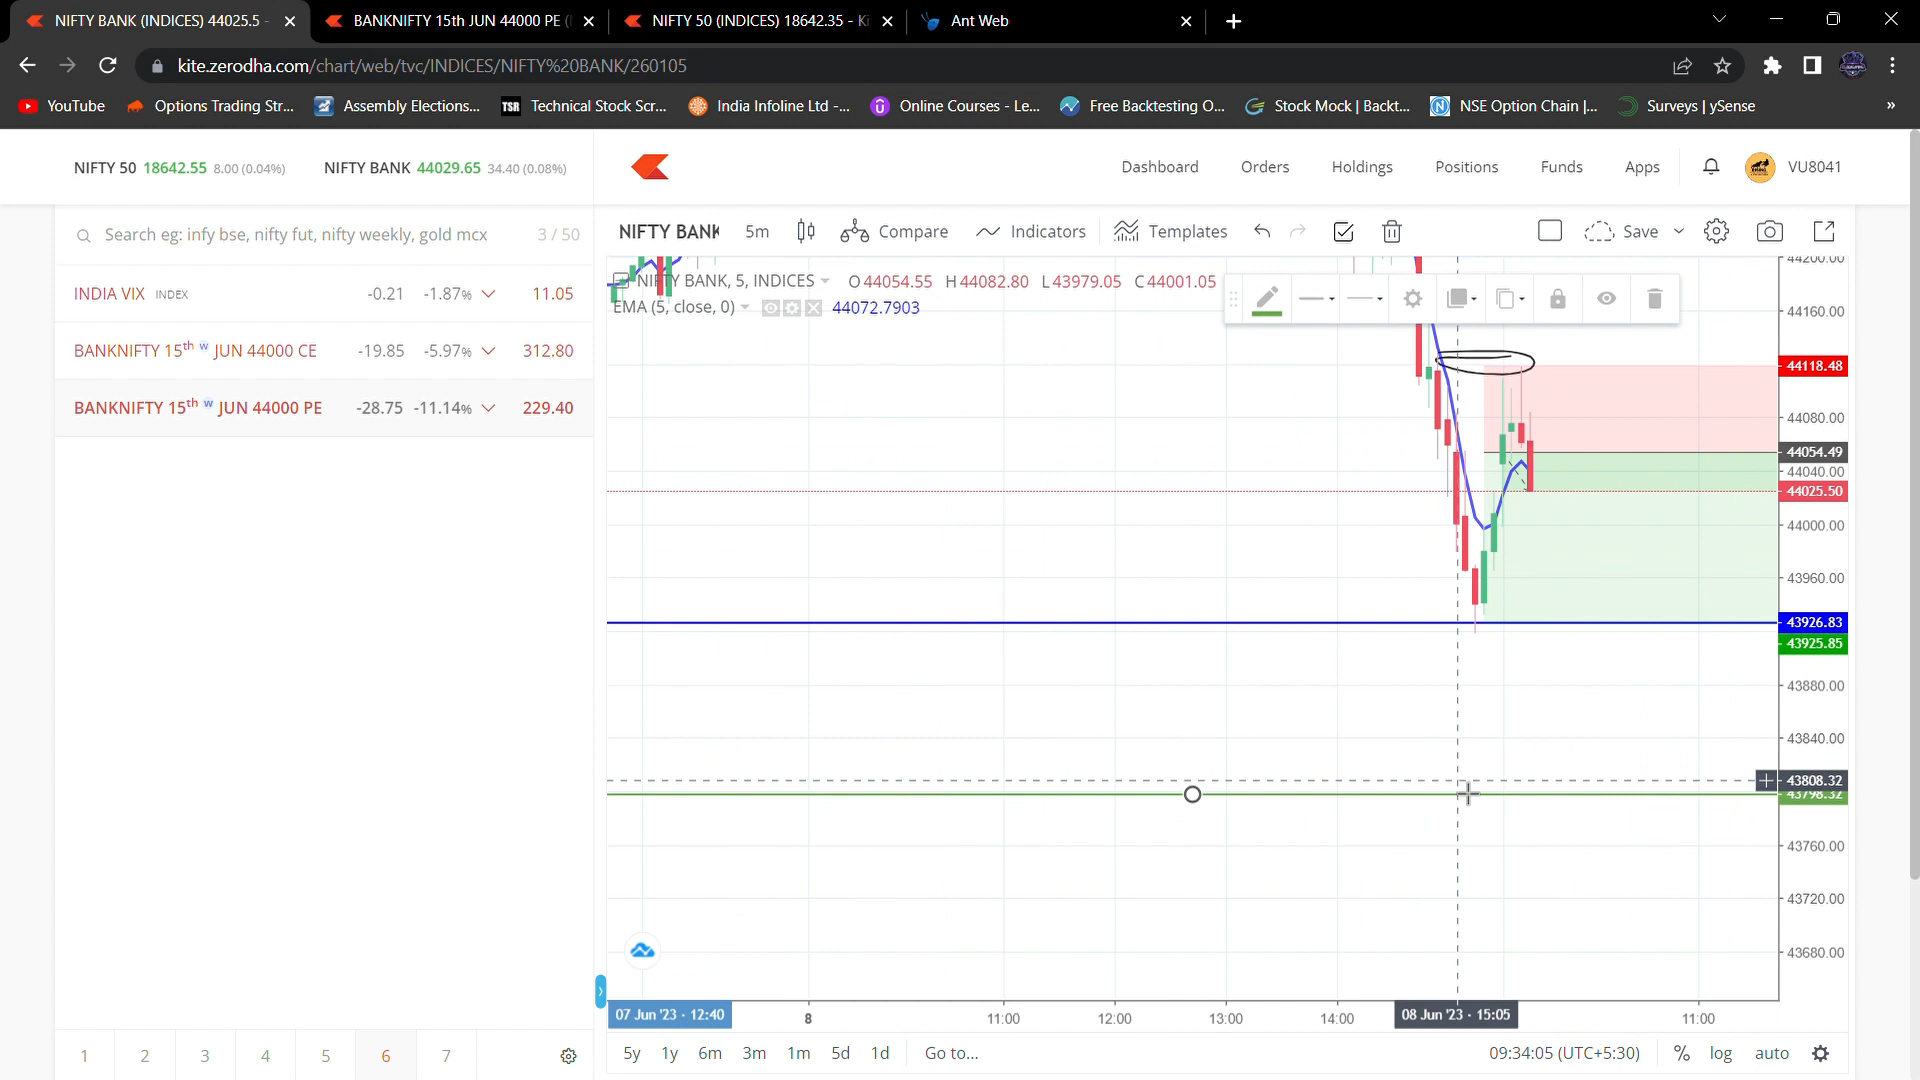 NIFTY BANK (INDICES) 44025.5 -
BANKNIFTY 15th JUN 44000 PE (
NIFTY 50 (INDICES) 18642.35 - Ki
Ant Web
kite.zerodha.com/chart/web/tvc/INDICES/NIFTY%20BANK/260105
YouTube
Options Trading Str...
Assembly Elections...
TSR Technical Stock Scr...
India Infoline Ltd -...
Online Courses - Le...
Free Backtesting O...
Stock Mock | Backt...
NSE Option Chain |...
Surveys | ySense
»
NIFTY 50 18642.55 8.00 (0.04%)
NIFTY BANK 44029.65 34.40 (0.08%)
Dashboard
Orders
Holdings
Positions
Funds
Apps
VU8041
Search eg: infy bse, nifty fut, nifty weekly, gold mcx
3 / 50
INDIA VIX INDEX -0.21 -1.87% 11.05
BANKNIFTY 15th w JUN 44000 CE -19.85 -5.97% 312.80
BANKNIFTY 15th w JUN 44000 PE -28.75 -11.14% 229.40
NIFTY BANK
5m
Compare
Indicators
Templates
Save
NIFTY BANK, 5, INDICES O44054.55 H44082.80 L43979.05 C44001.05
EMA (5, close, 0) 44072.7903
44200.00
44160.00
44118.48
44080.00
44054.49
44040.00
44025.50
44000.00
43960.00
43926.83
43925.85
43880.00
43840.00
43808.32
43798.32
43760.00
43720.00
43680.00
07 Jun '23 - 12:40
8
11:00
12:00
13:00
14:00
08 Jun '23 - 15:05
11:00
1 2 3 4 5 6 7
5y 1y 6m 3m 1m 5d 1d Go to...
09:34:05 (UTC+5:30) % log auto